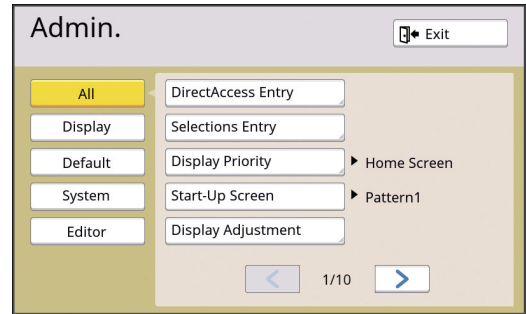 Admin.
Exit
All
DirectAccess Entry
Display
Selections Entry
Default
Display Priority
Home Screen
System
Start-Up Screen
Pattern1
Editor
Display Adjustment
1/10